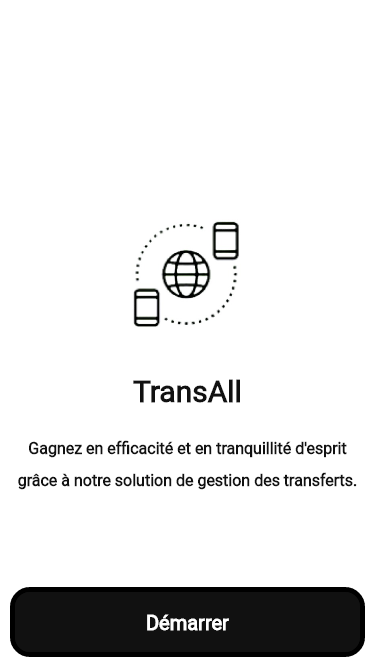 TransAll
Gagnez en efficacité et en tranquillité d'esprit
grâce à notre solution de gestion des transferts.
Démarrer